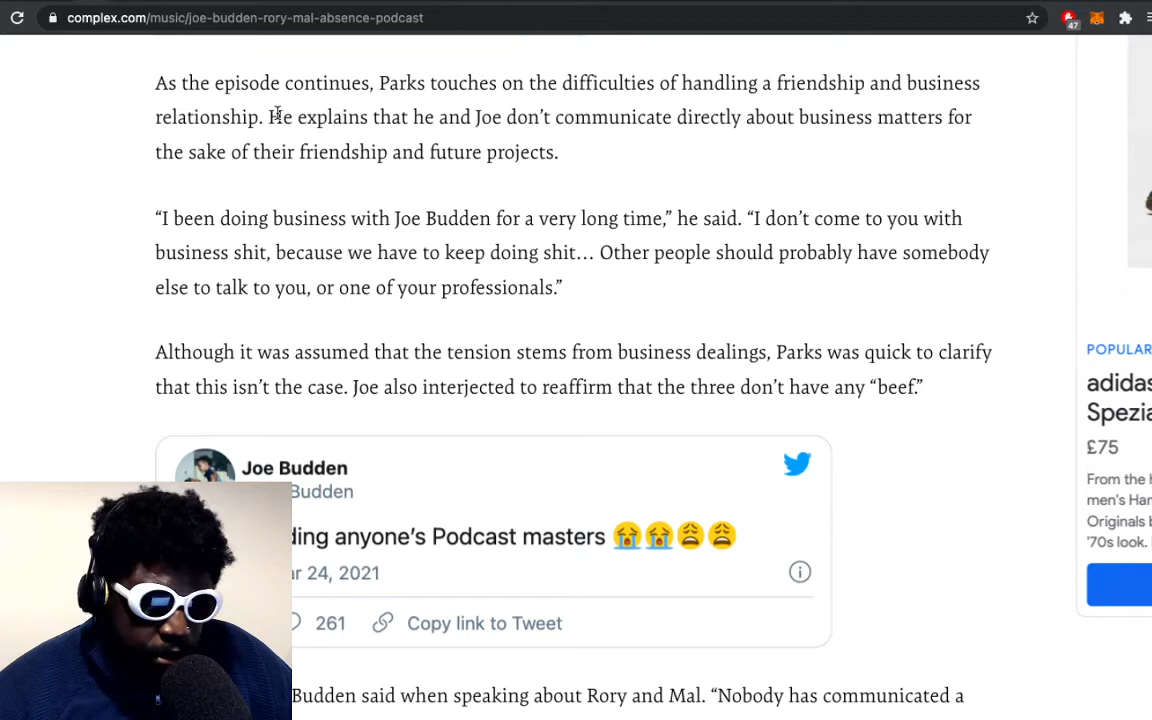 complex.com/music/joe-budden-rory-mal-absence-podcast
47
As the episode continues, Parks touches on the difficulties of handling a friendship and business
relationship. He explains that he and Joe don’t communicate directly about business matters for
the sake of their friendship and future projects.
“I been doing business with Joe Budden for a very long time,” he said. “I don’t come to you with
business shit, because we have to keep doing shit… Other people should probably have somebody
else to talk to you, or one of your professionals.”
Although it was assumed that the tension stems from business dealings, Parks was quick to clarify
that this isn’t the case. Joe also interjected to reaffirm that the three don’t have any “beef.”
Joe Budden
Budden
ding anyone’s Podcast masters 😭😭😩😩
ar 24, 2021
261
Copy link to Tweet
Budden said when speaking about Rory and Mal. “Nobody has communicated a
POPULAR
adidas
Spezia
£75
From the h
men's Han
Originals b
'70s look.